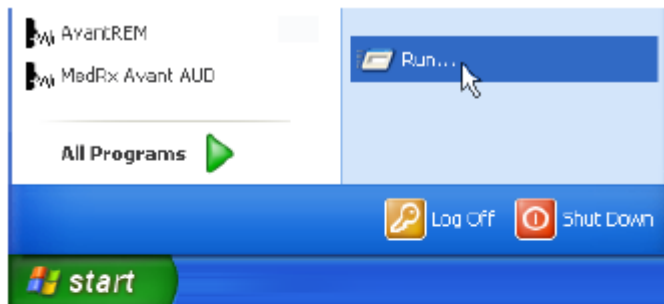 AvantREM
Run...
MedRx Avant AUD
All Programs
Log Off
Shut Down
start